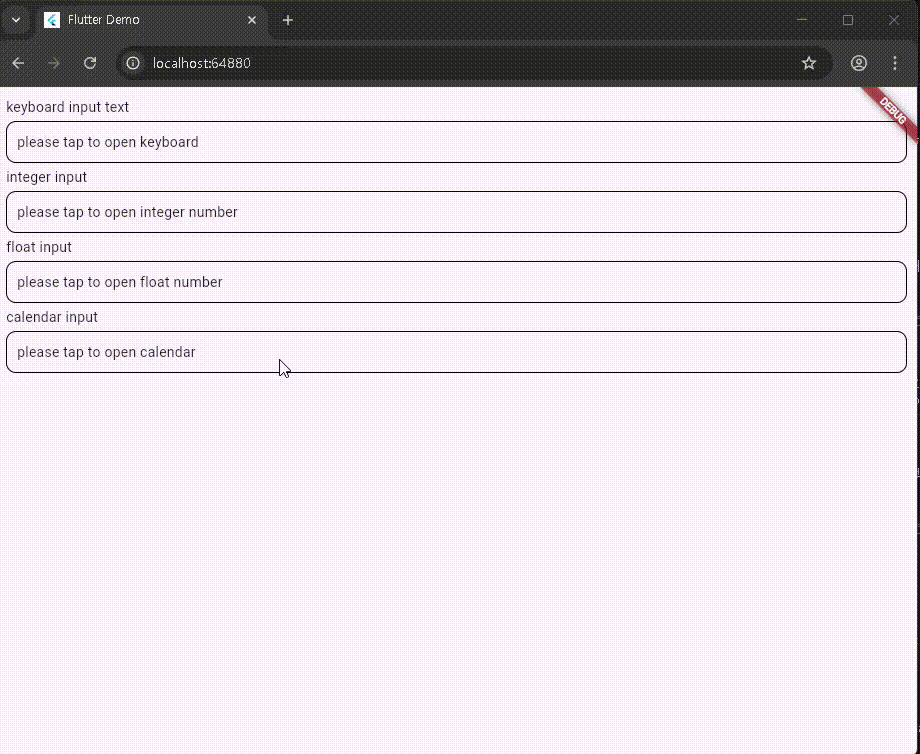 Flutter Demo
localhost:64880
DEBUG
keyboard input text
please tap to open keyboard
integer input
please tap to open integer number
float input
please tap to open float number
calendar input
please tap to open calendar